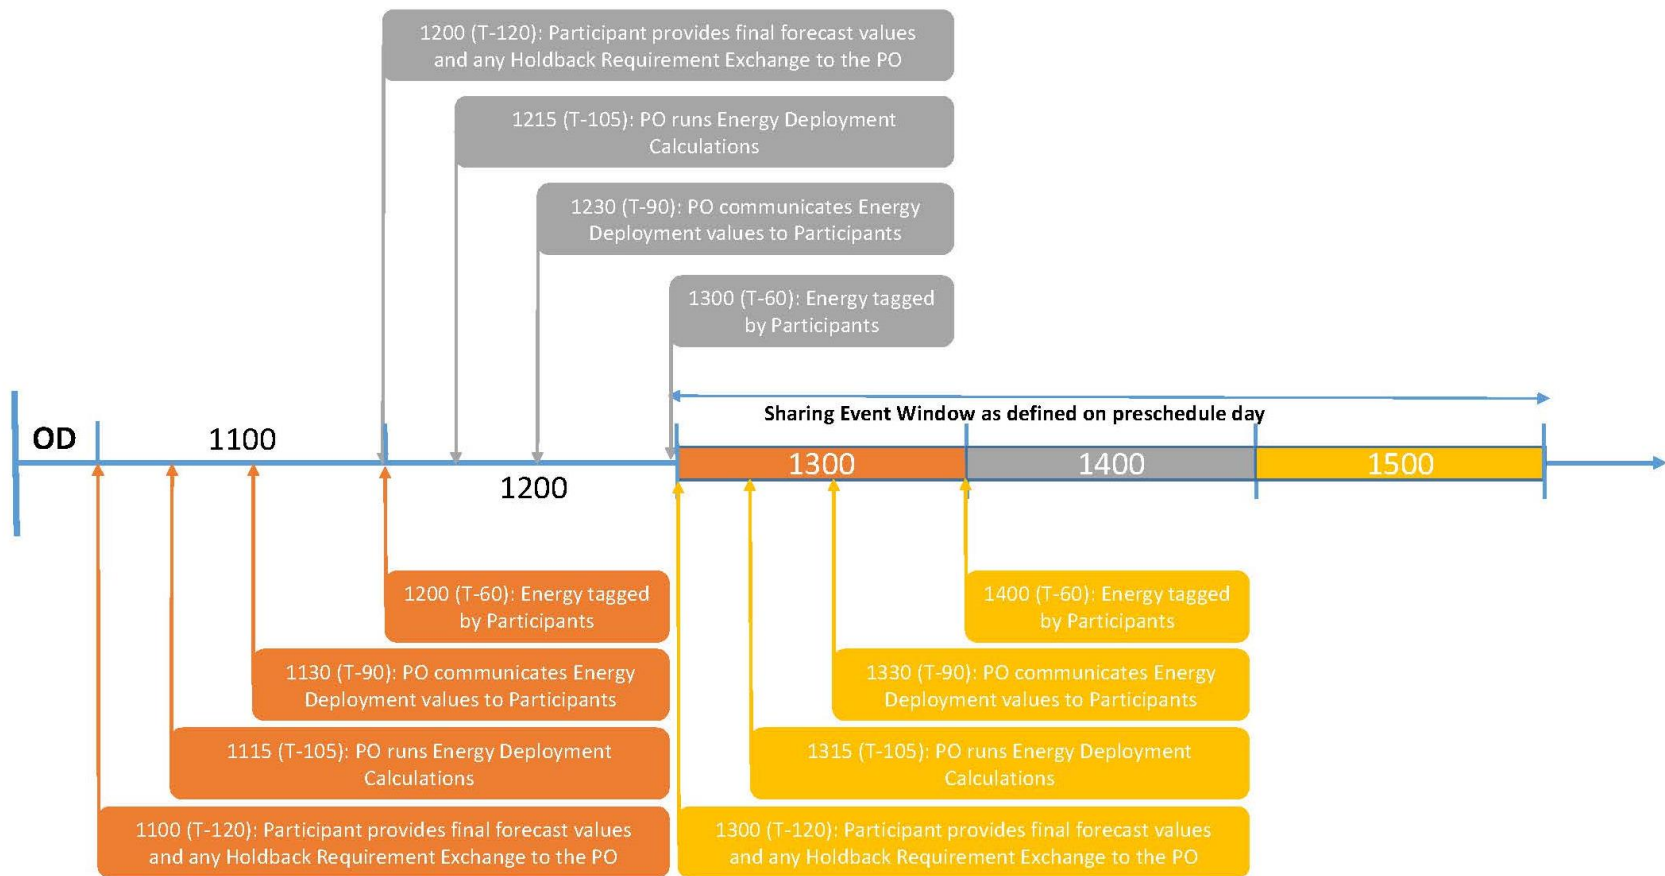 1200 (T-120): Participant provides final forecast values
and any Holdback Requirement Exchange to the PO
1215 (T-105): PO runs Energy Deployment
Calculations
1230 (T-90): PO communicates Energy
Deployment values to Participants
1300 (T-60): Energy tagged
by Participants
Sharing Event Window as defined on preschedule day
OD
1100
1200
1300
1400
1500
1200 (T-60): Energy tagged
by Participants
1130 (T-90): PO communicates Energy
Deployment values to Participants
1115 (T-105): PO runs Energy Deployment
Calculations
1100 (T-120): Participant provides final forecast values
and any Holdback Requirement Exchange to the PO
1400 (T-60): Energy tagged
by Participants
1330 (T-90): PO communicates Energy
Deployment values to Participants
1315 (T-105): PO runs Energy Deployment
Calculations
1300 (T-120): Participant provides final forecast values
and any Holdback Requirement Exchange to the PO